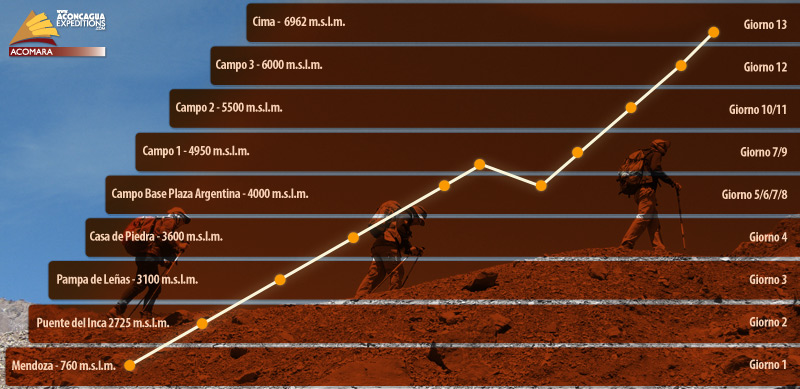 www.
ACONCAGUA
EXPEDITIONS
.COM
ACOMARA
Cima - 6962 m.s.l.m. Giorno 13
Campo 3 - 6000 m.s.l.m. Giorno 12
Campo 2 - 5500 m.s.l.m. Giorno 10/11
Campo 1 - 4950 m.s.l.m. Giorno 7/9
Campo Base Plaza Argentina - 4000 m.s.l.m. Giorno 5/6/7/8
Casa de Piedra - 3600 m.s.l.m. Giorno 4
Pampa de Leñas - 3100 m.s.l.m. Giorno 3
Puente del Inca 2725 m.s.l.m. Giorno 2
Mendoza - 760 m.s.l.m. Giorno 1